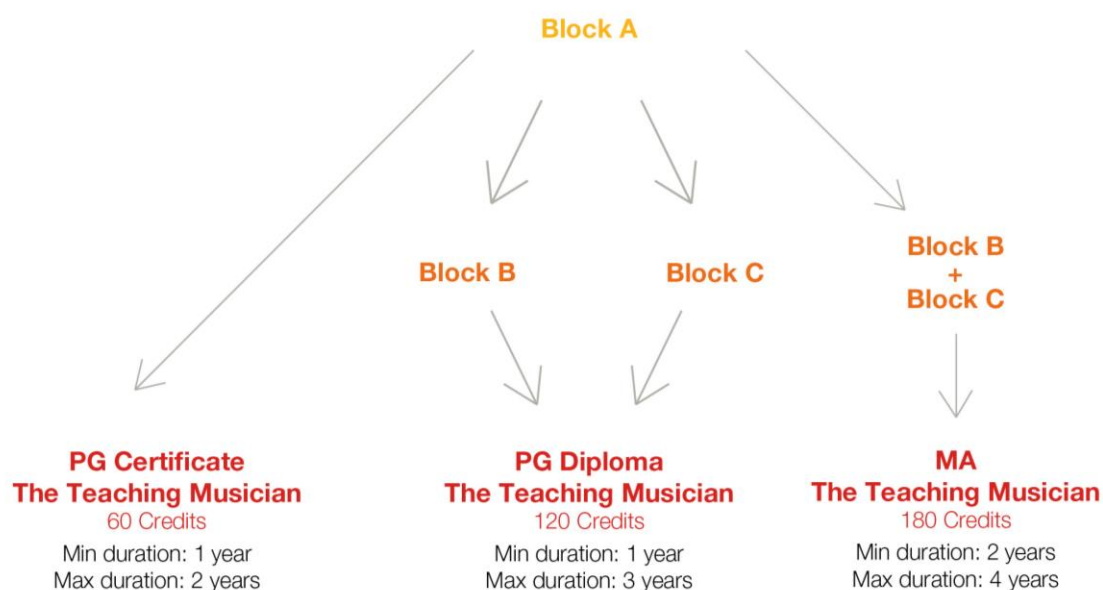 Block A
Block B
Block C
Block B
+
Block C
PG Certificate
The Teaching Musician
60 Credits
Min duration: 1 year
Max duration: 2 years
PG Diploma
The Teaching Musician
120 Credits
Min duration: 1 year
Max duration: 3 years
MA
The Teaching Musician
180 Credits
Min duration: 2 years
Max duration: 4 years